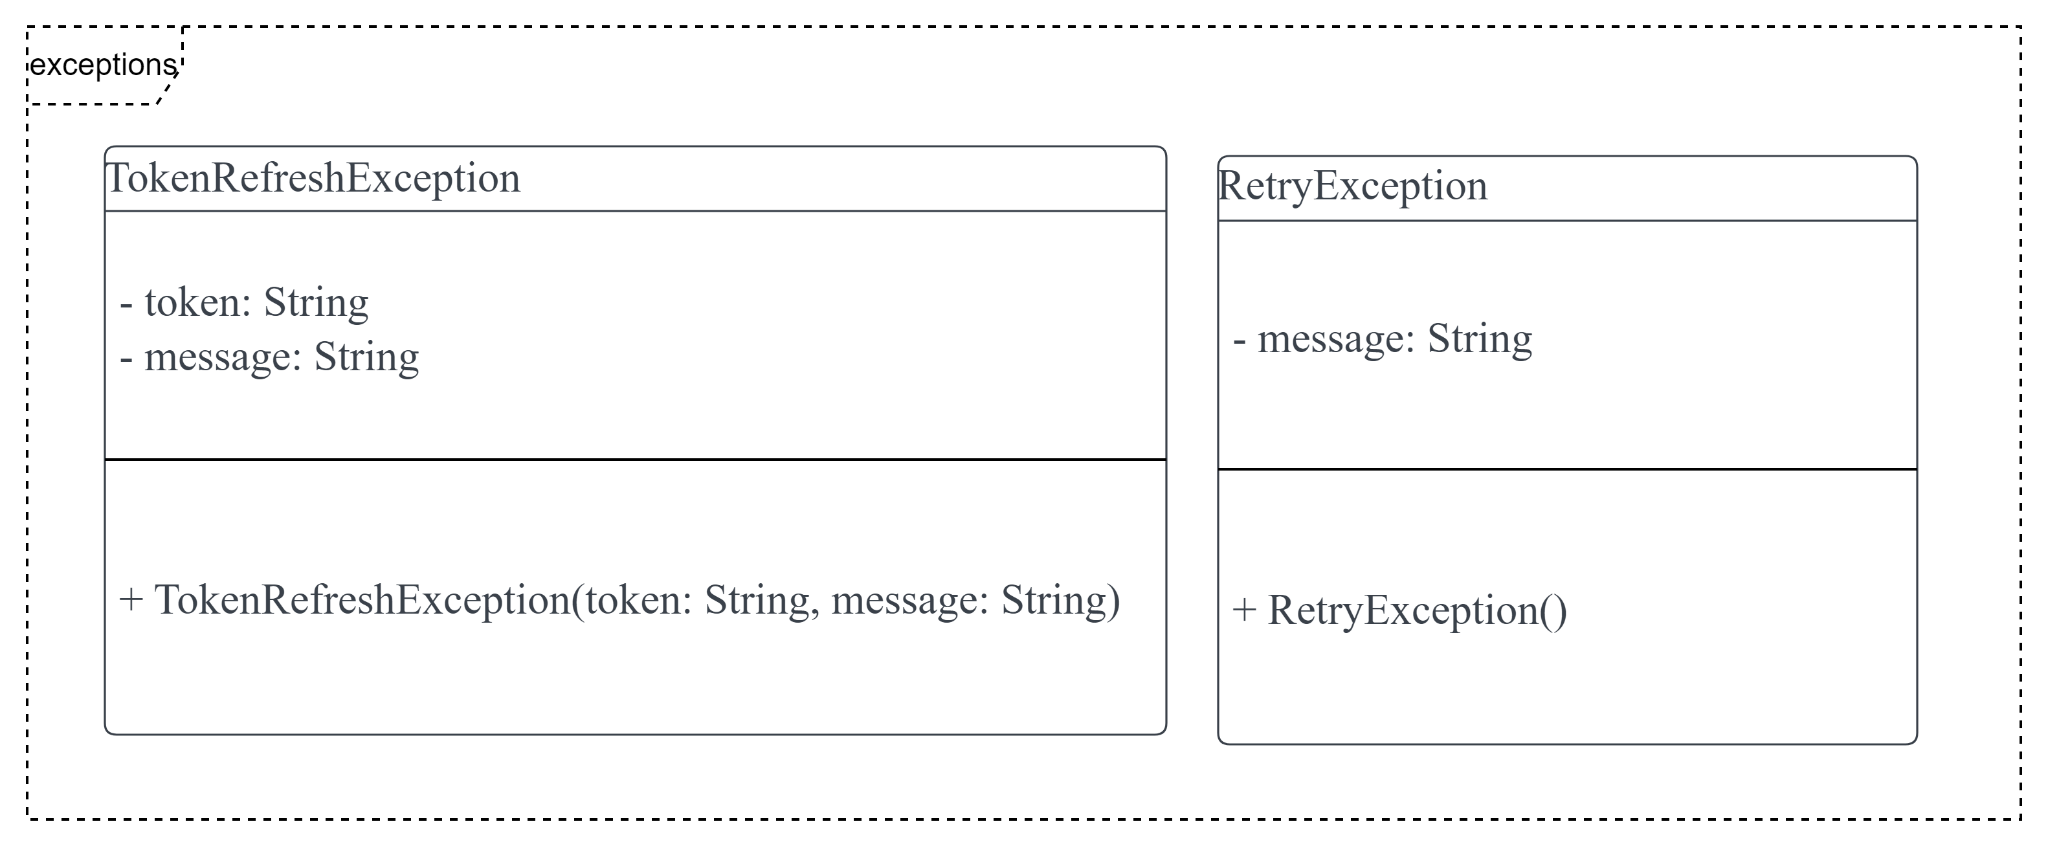 exceptions
TokenRefreshException
- token: String
- message: String
+ TokenRefreshException(token: String, message: String)
RetryException
- message: String
+ RetryException()